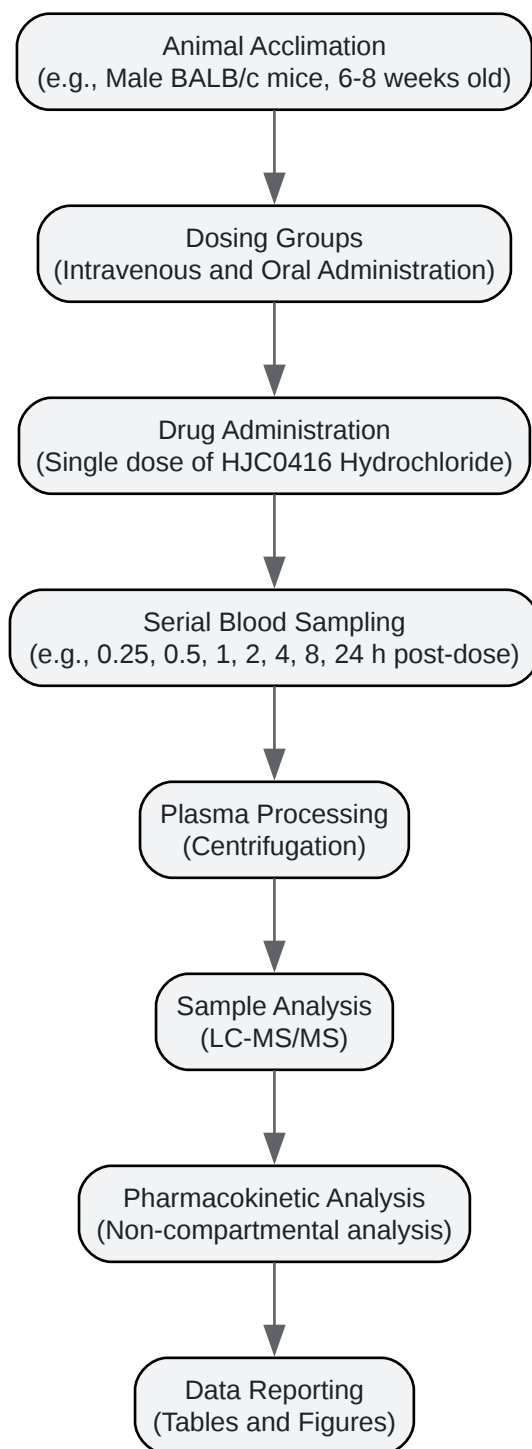 Animal Acclimation
(e.g., Male BALB/c mice, 6-8 weeks old)
Dosing Groups
(Intravenous and Oral Administration)
Drug Administration
(Single dose of HJC0416 Hydrochloride)
Serial Blood Sampling
(e.g., 0.25, 0.5, 1, 2, 4, 8, 24 h post-dose)
Plasma Processing
(Centrifugation)
Sample Analysis
(LC-MS/MS)
Pharmacokinetic Analysis
(Non-compartmental analysis)
Data Reporting
(Tables and Figures)